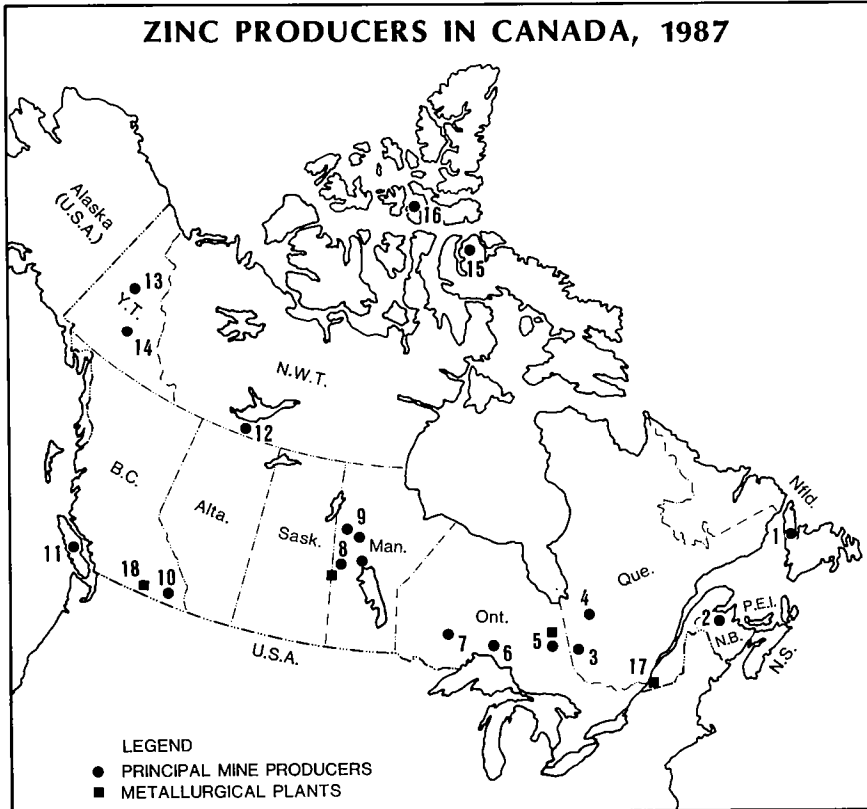 ZINC PRODUCERS IN CANADA, 1987
Alaska
(U.S.A.)
16
15
13
Y.T.
14
N.W.T.
12
B.C.
Alta.
Sask.
9
8
Man.
Nfld.
1
11
18
10
Que.
4
Ont.
7
6
5
3
2
P.E.I.
N.B.
N.S.
17
U.S.A.
LEGEND
PRINCIPAL MINE PRODUCERS
METALLURGICAL PLANTS